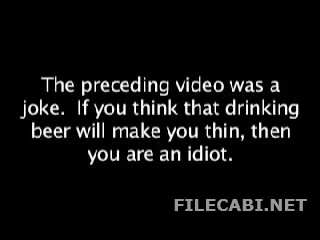 The preceding video was a
joke.  If you think that drinking
beer will make you thin, then
you are an idiot.
FILECABI.NET